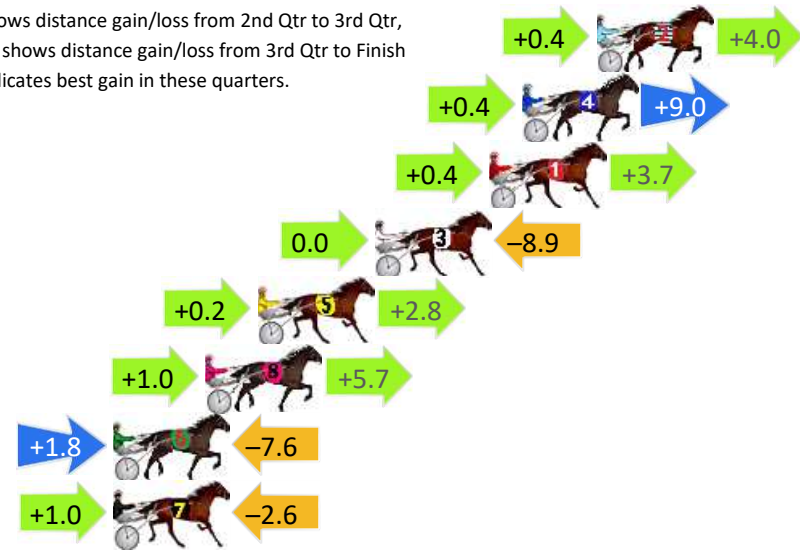 ows distance gain/loss from 2nd Qtr to 3rd Qtr,
shows distance gain/loss from 3rd Qtr to Finish
dicates best gain in these quarters.
+0.4 +4.0
+0.4 4 +9.0
+0.4 1 +3.7
0.0 3 –8.9
+0.2 5 +2.8
+1.0 8 +5.7
+1.8 6 –7.6
+1.0 7 –2.6